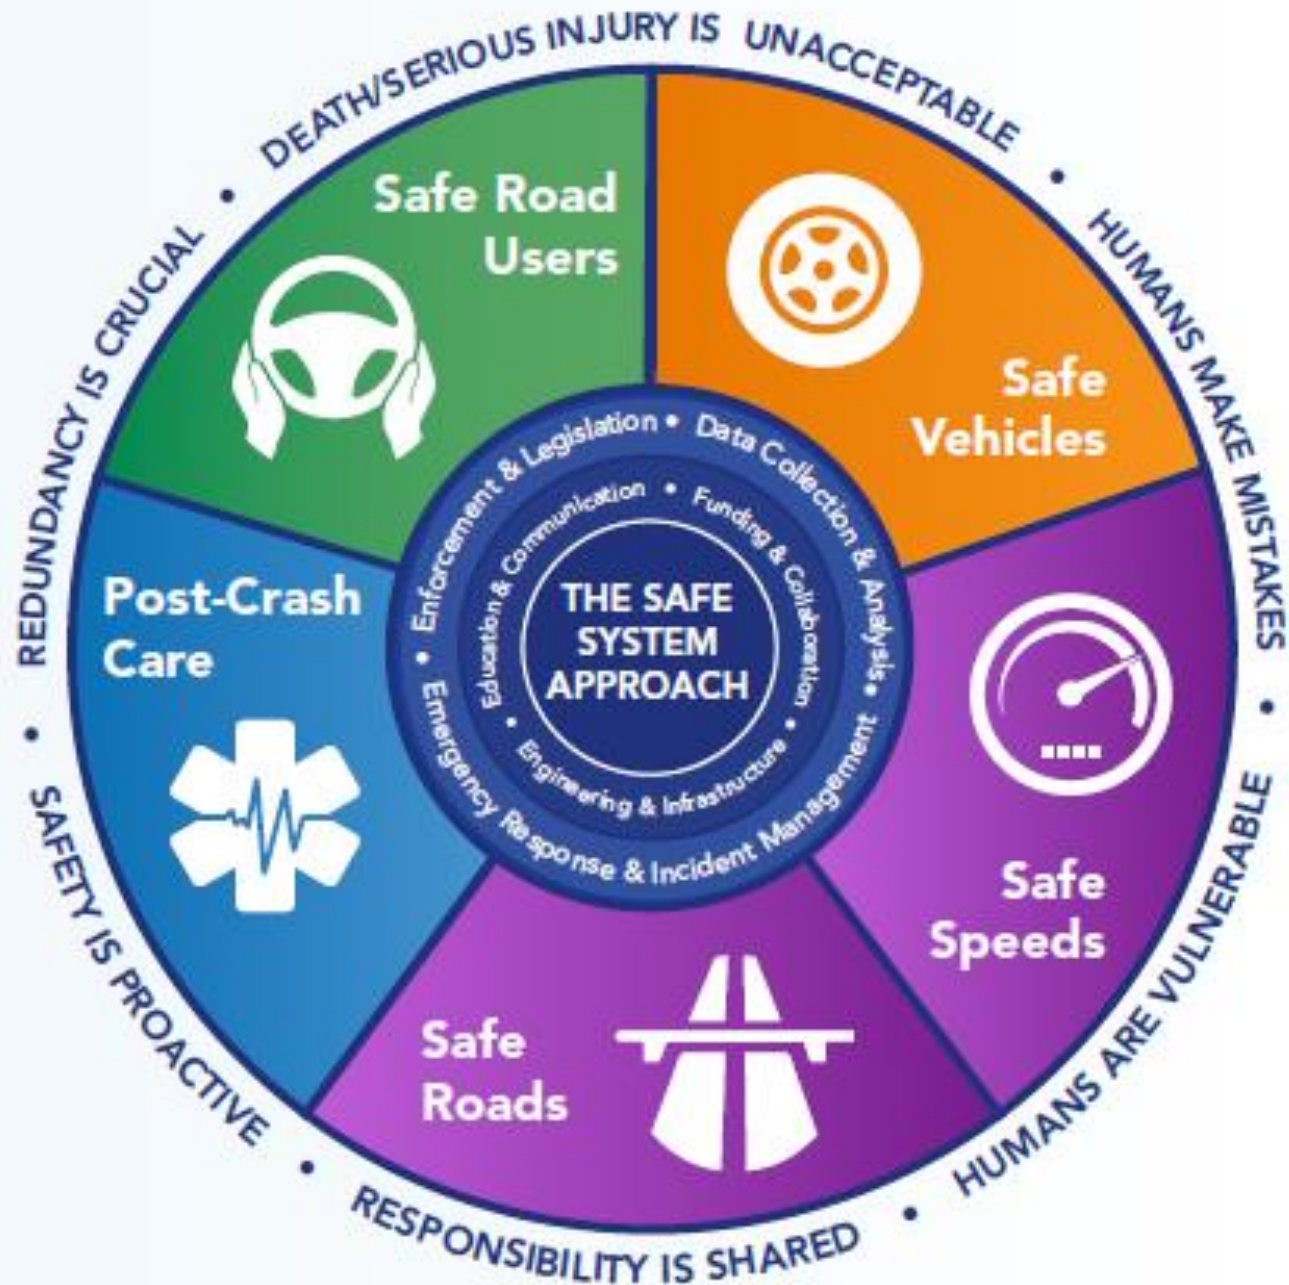 DEATH/SERIOUS INJURY IS UNACCEPTABLE •
HUMANS MAKE MISTAKES •
HUMANS ARE VULNERABLE •
RESPONSIBILITY IS SHARED •
SAFETY IS PROACTIVE •
REDUNDANCY IS CRUCIAL •
Safe Road
Users
Safe
Vehicles
Safe
Speeds
Safe
Roads
Post-Crash
Care
Enforcement & Legislation •
Data Collection & Analysis •
Emergency Response & Incident Management •
Education & Communication •
Funding & Collaboration •
Engineering & Infrastructure •
THE SAFE
SYSTEM
APPROACH